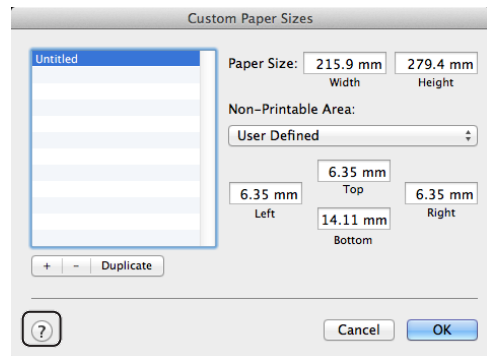 Custom Paper Sizes
Untitled
Paper Size: 215.9 mm 279.4 mm
Width Height
Non-Printable Area:
User Defined
6.35 mm
Top
6.35 mm 6.35 mm
Left Right
14.11 mm
Bottom
+ - Duplicate
? Cancel OK